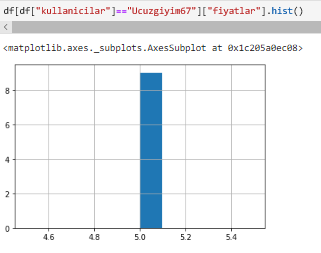 df[df["kullanicilar"]=="Ucuzgiyim67"]["fiyatlar"].hist()
<matplotlib.axes._subplots.AxesSubplot at 0x1c205a0ec08>
8
6
4
2
0
4.6 4.8 5.0 5.2 5.4